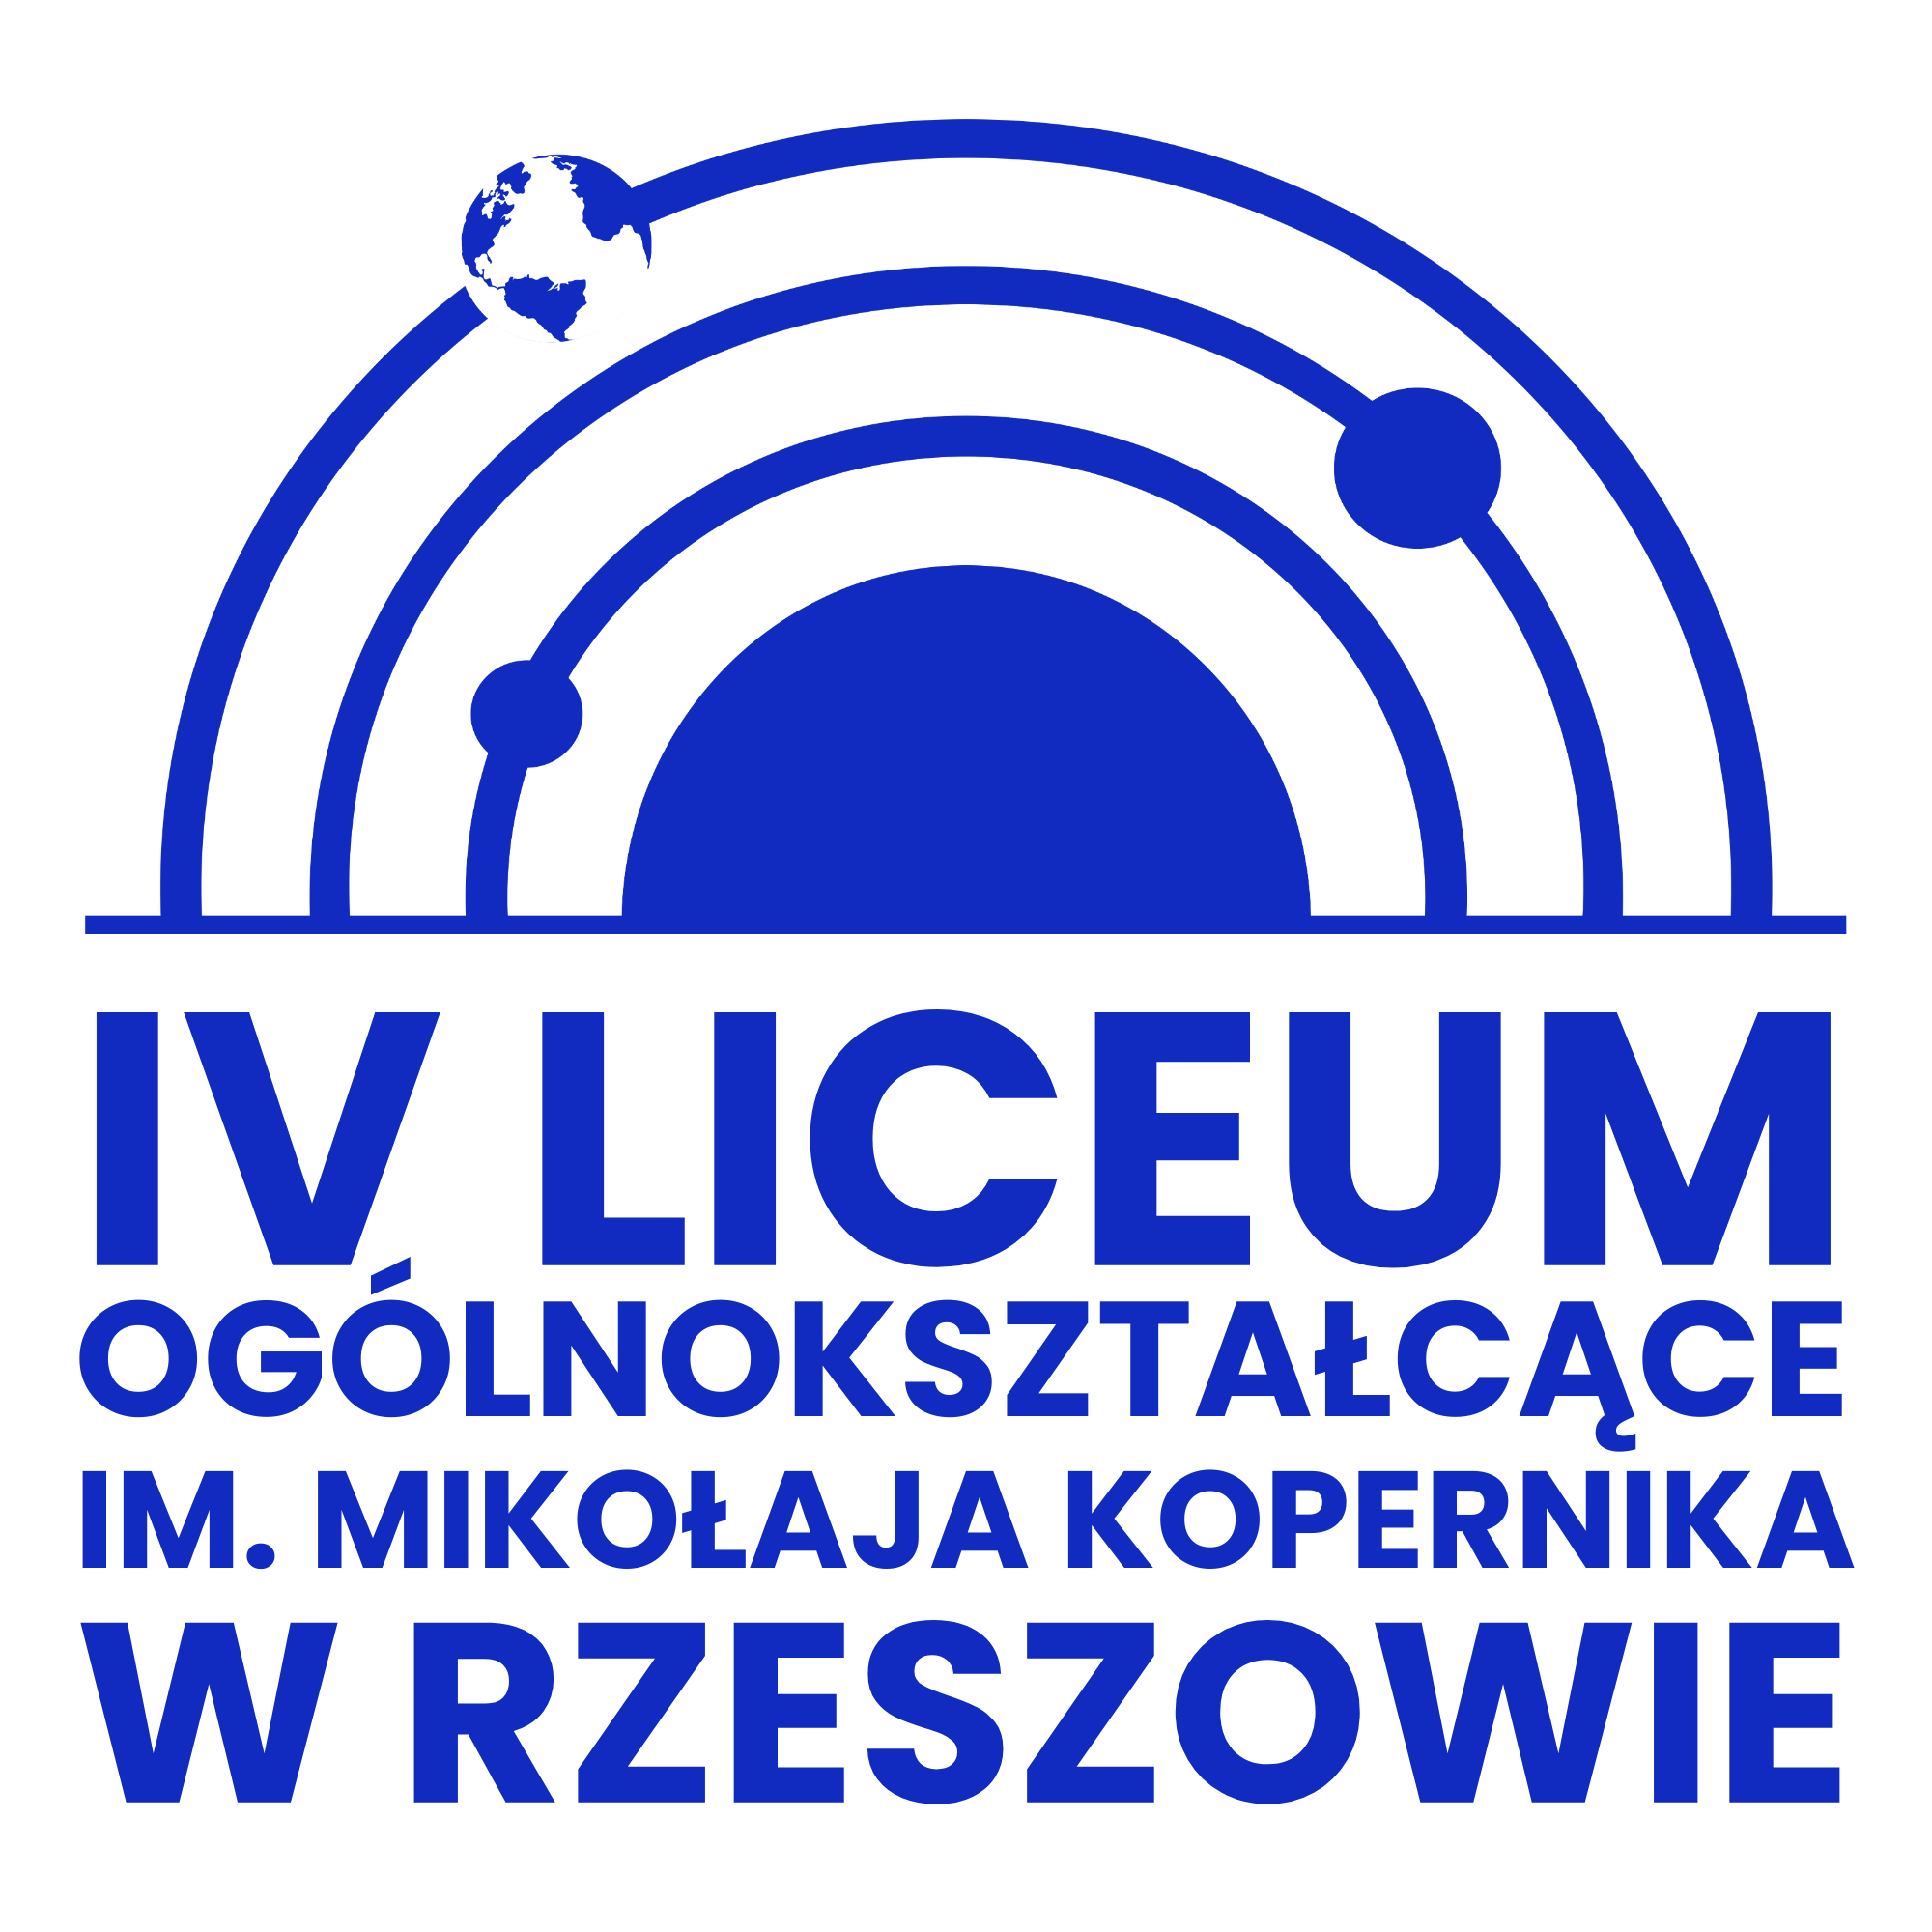 IV LICEUM
OGÓLNOKSZTAŁCĄCE
IM. MIKOŁAJA KOPERNIKA
W RZESZOWIE